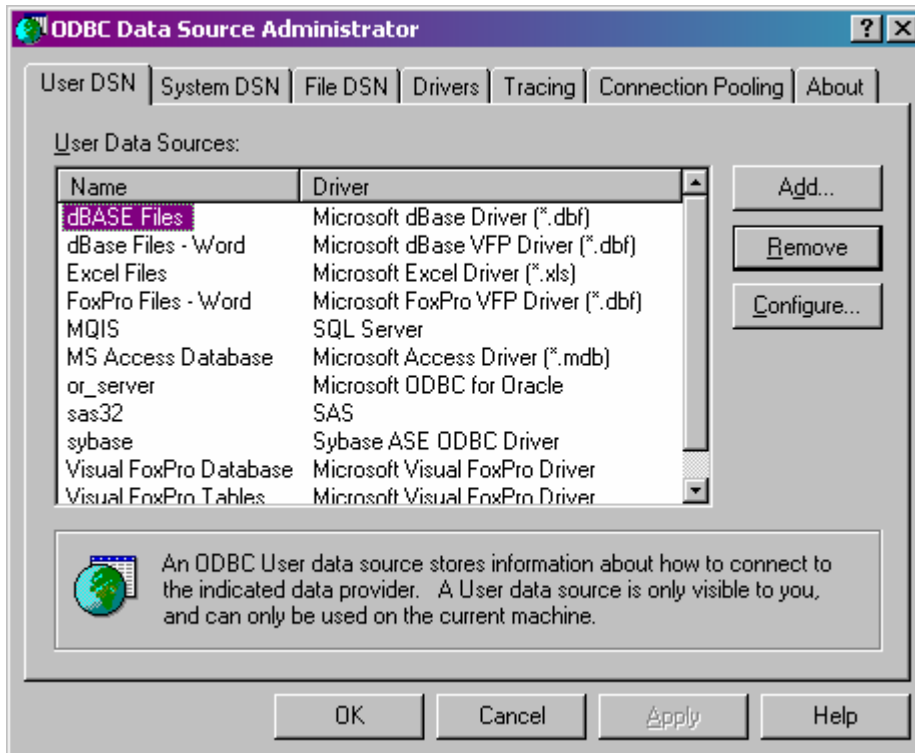 ODBC Data Source Administrator
User DSN System DSN File DSN Drivers Tracing Connection Pooling About
User Data Sources:
Name Driver
dBASE Files Microsoft dBase Driver (*.dbf)
dBase Files - Word Microsoft dBase VFP Driver (*.dbf)
Excel Files Microsoft Excel Driver (*.xls)
FoxPro Files - Word Microsoft FoxPro VFP Driver (*.dbf)
MQIS SQL Server
MS Access Database Microsoft Access Driver (*.mdb)
or_server Microsoft ODBC for Oracle
sas32 SAS
sybase Sybase ASE ODBC Driver
Visual FoxPro Database Microsoft Visual FoxPro Driver
Visual FoxPro Tables Microsoft Visual FoxPro Driver
Add...
Remove
Configure...
An ODBC User data source stores information about how to connect to
the indicated data provider. A User data source is only visible to you,
and can only be used on the current machine.
OK Cancel Apply Help